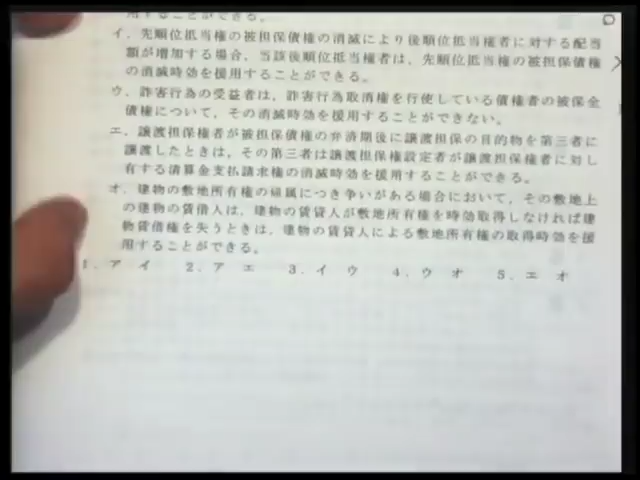 用することができる。
イ．先順位抵当権の被担保債権の消滅により後順位抵当権者に対する配当
額が増加する場合，当該後順位抵当権者は，先順位抵当権の被担保債権
の消滅時効を援用することができる。
ウ．詐害行為の受益者は，詐害行為取消権を行使している債権者の被保全
債権について，その消滅時効を援用することができない。
エ．譲渡担保権者が被担保債権の弁済期後に譲渡担保の目的物を第三者に
譲渡したときは，その第三者は譲渡担保権設定者が譲渡担保権者に対し
有する清算金支払請求権の消滅時効を援用することができる。
オ．建物の敷地所有権の帰属につき争いがある場合において，その敷地上
の建物の賃借人は，建物の賃貸人が敷地所有権を時効取得しなければ建
物賃借権を失うときは，建物の賃貸人による敷地所有権の取得時効を援
用することができる。
1．ア イ 2．ア エ 3．イ ウ 4．ウ オ 5．エ オ